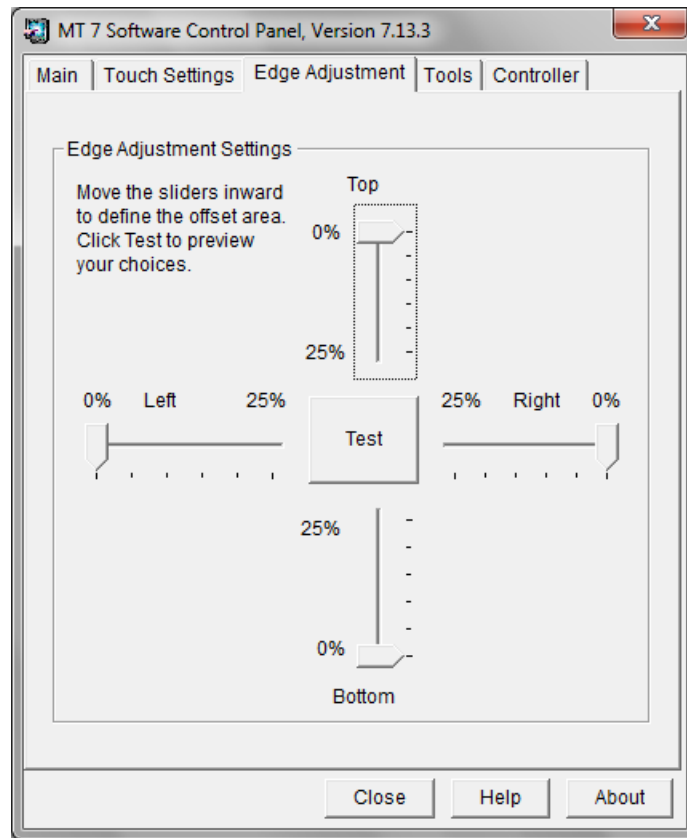 MT 7 Software Control Panel, Version 7.13.3
Main Touch Settings Edge Adjustment Tools Controller
Edge Adjustment Settings
Move the sliders inward
to define the offset area.
Click Test to preview
your choices.
Top
0%
25%
0% Left 25%
Test
25% Right 0%
25%
0%
Bottom
Close Help About